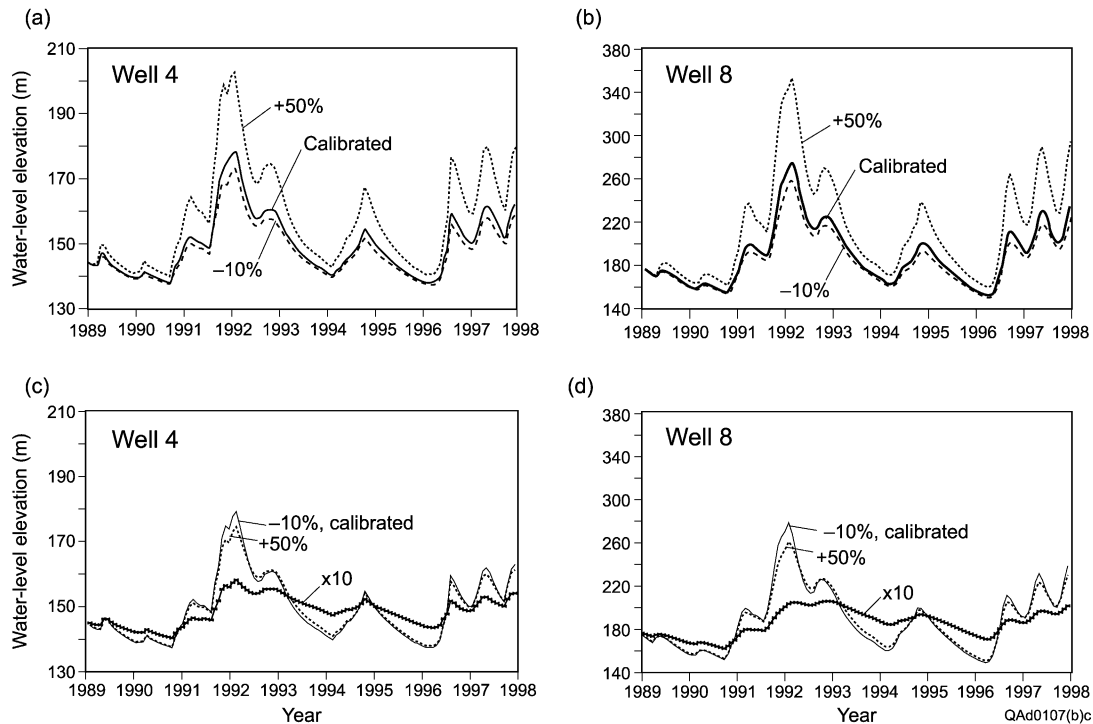 (a)
Water-level elevation (m)
210
190
170
150
130
Well 4
+50%
Calibrated
–10%
1989 1990 1991 1992 1993 1994 1995 1996 1997 1998
(b)
380
340
300
260
220
180
140
Well 8
+50%
Calibrated
–10%
1989 1990 1991 1992 1993 1994 1995 1996 1997 1998
(c)
Water-level elevation (m)
210
190
170
150
130
Well 4
–10%, calibrated
+50%
x10
1989 1990 1991 1992 1993 1994 1995 1996 1997 1998
Year
(d)
380
340
300
260
220
180
140
Well 8
–10%, calibrated
+50%
x10
1989 1990 1991 1992 1993 1994 1995 1996 1997 1998
Year
QAd0107(b)c